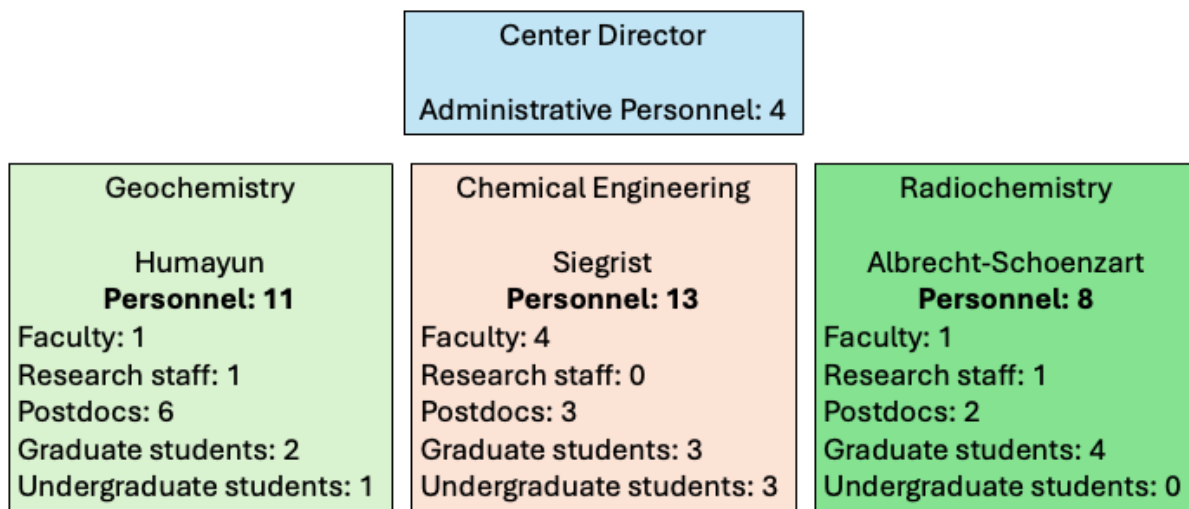 Center Director
Administrative Personnel: 4
Geochemistry
Humayun
Personnel: 11
Faculty: 1
Research staff: 1
Postdocs: 6
Graduate students: 2
Undergraduate students: 1
Chemical Engineering
Siegrist
Personnel: 13
Faculty: 4
Research staff: 0
Postdocs: 3
Graduate students: 3
Undergraduate students: 3
Radiochemistry
Albrecht-Schoenzart
Personnel: 8
Faculty: 1
Research staff: 1
Postdocs: 2
Graduate students: 4
Undergraduate students: 0